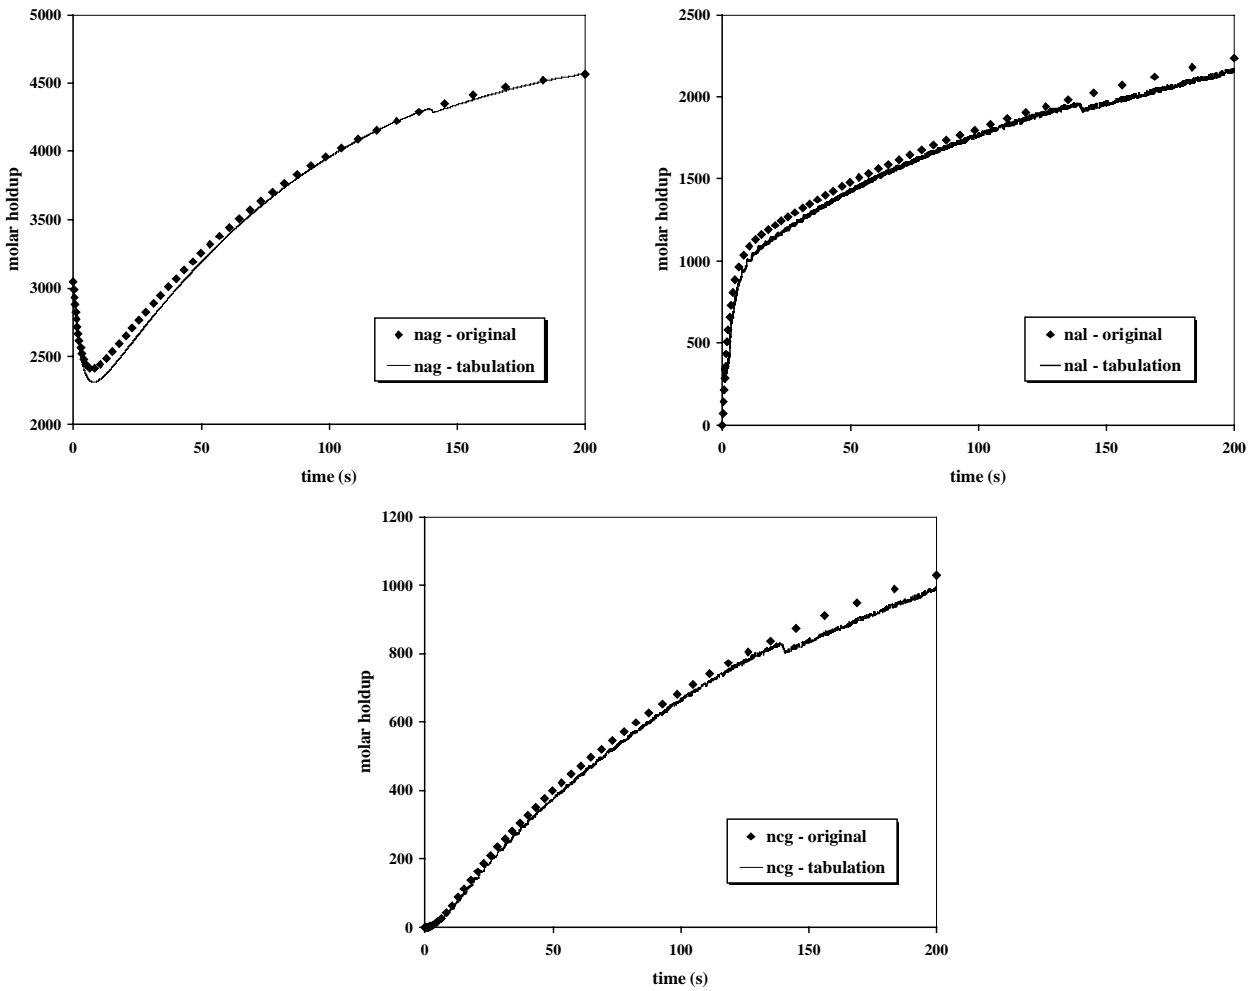 5000
4500
4000
3500
3000
2500
2000
molar holdup
nag - original
nag - tabulation
0 50 100 150 200
time (s)
2500
2000
1500
1000
500
0
molar holdup
nal - original
nal - tabulation
0 50 100 150 200
time (s)
1200
1000
800
600
400
200
0
molar holdup
ncg - original
ncg - tabulation
0 50 100 150 200
time (s)